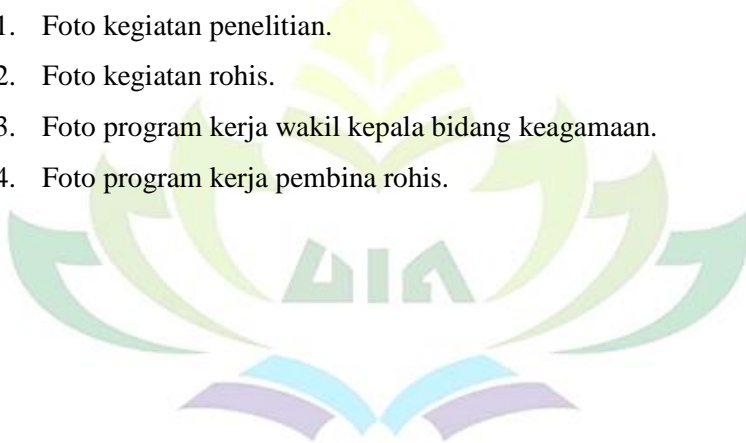 1. Foto kegiatan penelitian.
2. Foto kegiatan rohis.
3. Foto program kerja wakil kepala bidang keagamaan.
4. Foto program kerja pembina rohis.
UIN